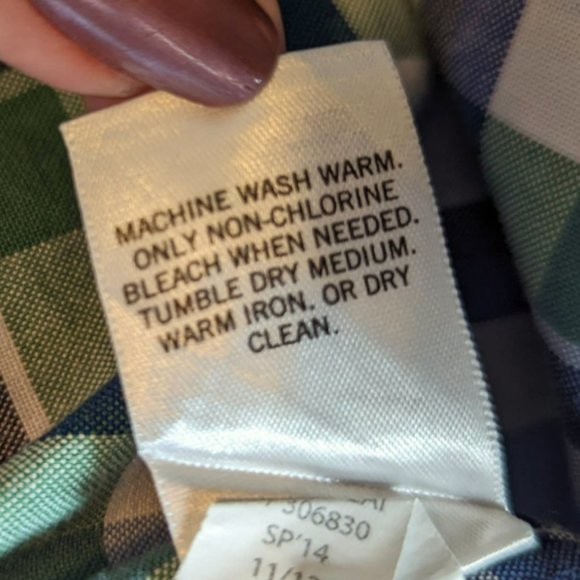 MACHINE WASH WARM.
ONLY NON-CHLORINE
BLEACH WHEN NEEDED.
TUMBLE DRY MEDIUM.
WARM IRON. OR DRY
CLEAN.
306830
SP'14